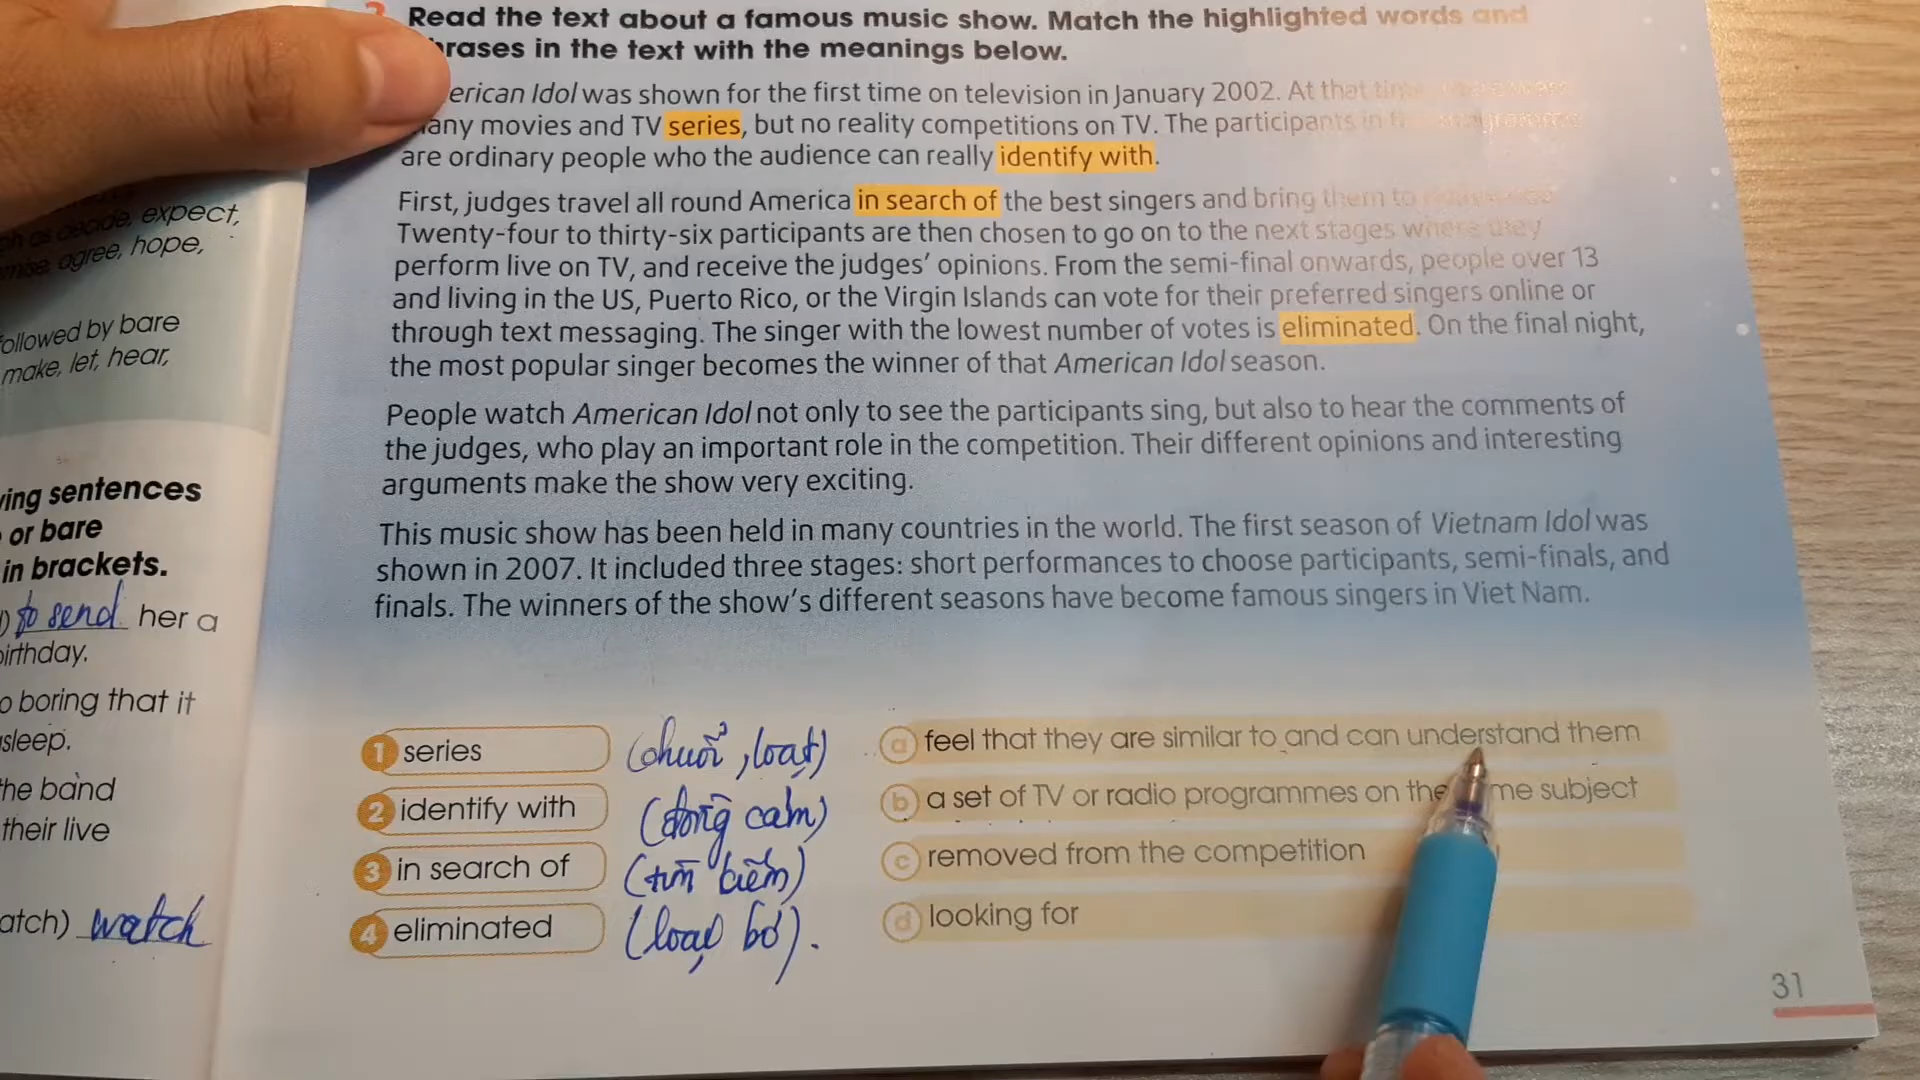 Read the text about a famous music show. Match the highlighted words and
rases in the text with the meanings below.
erican Idol was shown for the first time on television in January 2002. At that time
any movies and TV series, but no reality competitions on TV. The participants in
are ordinary people who the audience can really identify with.
First, judges travel all round America in search of the best singers and bring them to
Twenty-four to thirty-six participants are then chosen to go on to the next stages where they
perform live on TV, and receive the judges' opinions. From the semi-final onwards, people over 13
and living in the US, Puerto Rico, or the Virgin Islands can vote for their preferred singers online or
through text messaging. The singer with the lowest number of votes is eliminated. On the final night,
the most popular singer becomes the winner of that American Idol season.
People watch American Idol not only to see the participants sing, but also to hear the comments of
the judges, who play an important role in the competition. Their different opinions and interesting
arguments make the show very exciting.
This music show has been held in many countries in the world. The first season of Vietnam Idol was
shown in 2007. It included three stages: short performances to choose participants, semi-finals, and
finals. The winners of the show's different seasons have become famous singers in Viet Nam.
1 series (chuỗi, loạt)
2 identify with (đồng cảm)
3 in search of (tìm kiếm)
4 eliminated (loại bỏ).
a feel that they are similar to and can understand them
b a set of TV or radio programmes on the me subject
c removed from the competition
d looking for
31
as decide, expect,
agree, hope,
ollowed by bare
make, let, hear,
ving sentences
or bare
in brackets.
) to send her a
birthday.
o boring that it
sleep.
the band
their live
atch) watch